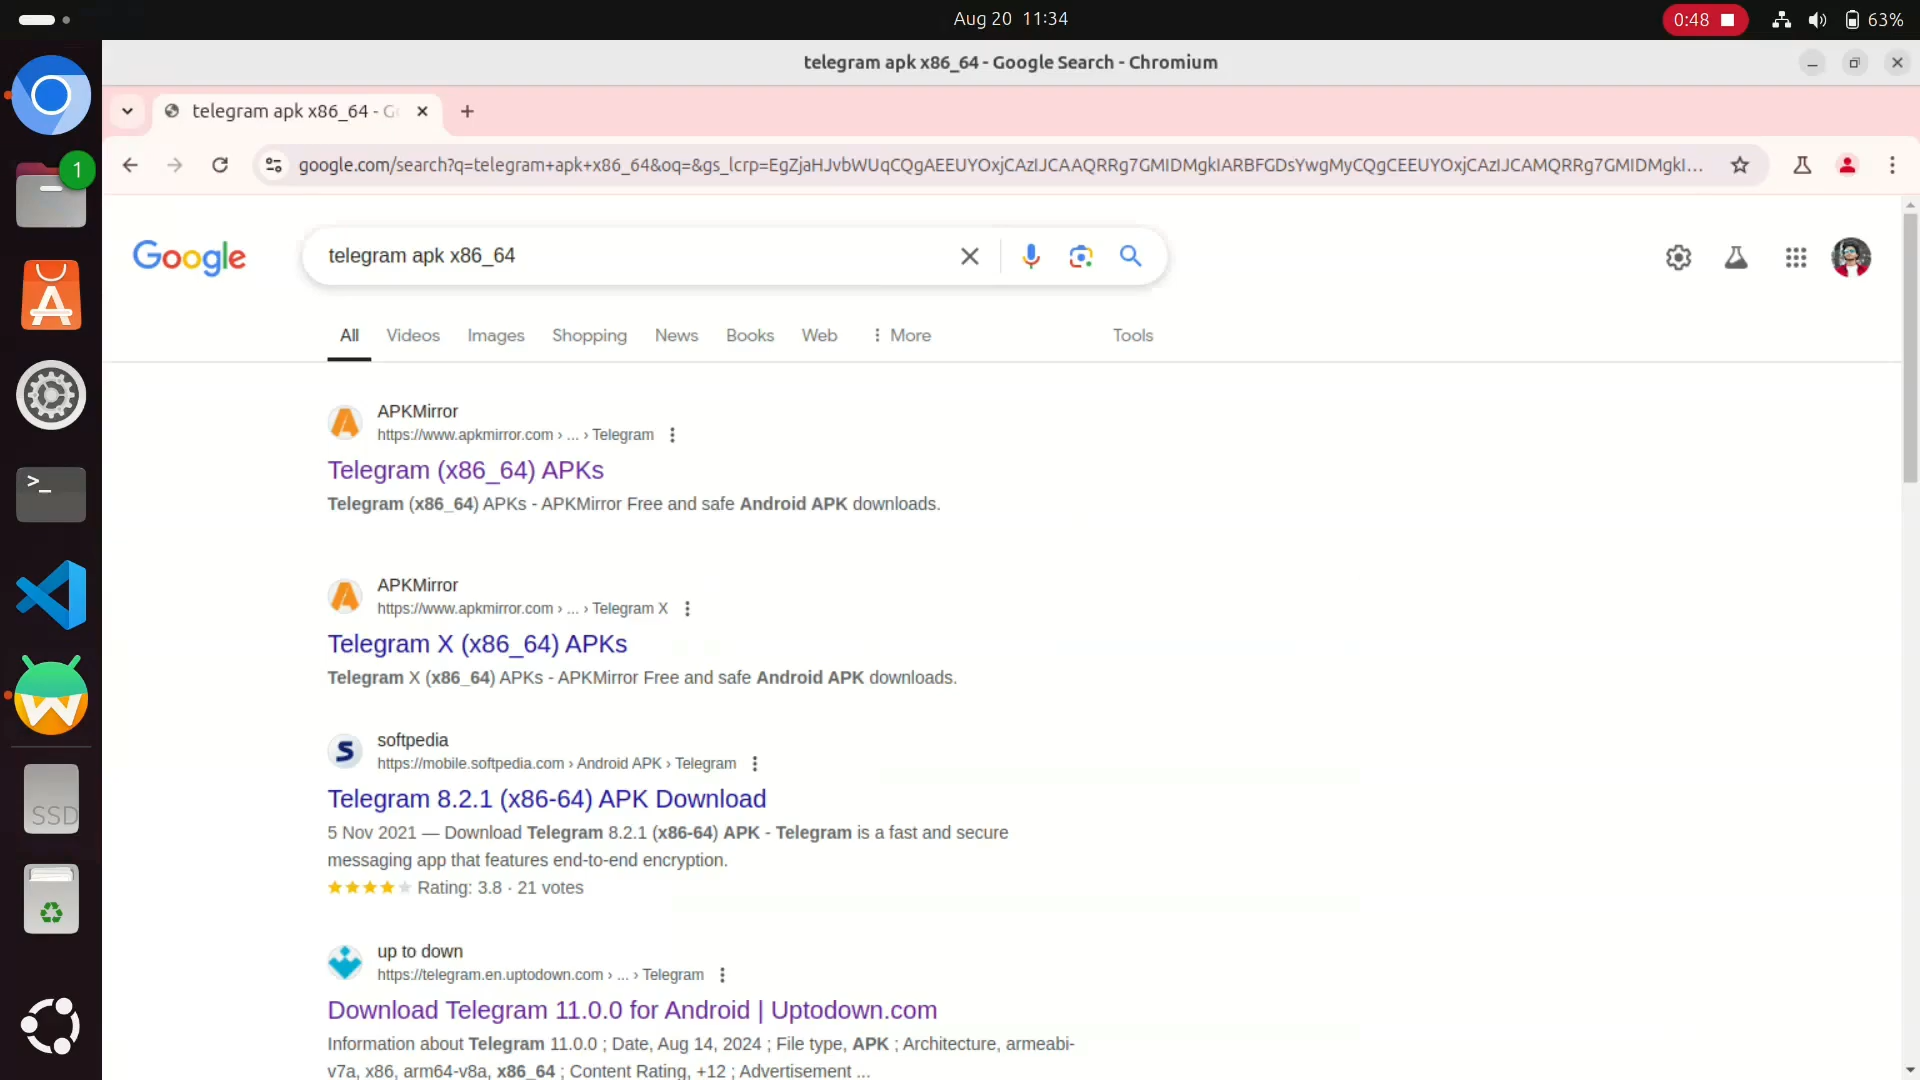 Aug 20 11:34
0:48
63%
telegram apk x86_64 - Google Search - Chromium
telegram apk x86_64 - G
google.com/search?q=telegram+apk+x86_64&oq=&gs_lcrp=EgZjaHJvbWUqCQgAEEUYOxjCAzIJCAAQRRg7GMIDMgkIARBFGDsYwgMyCQgCEEUYOxjCAzIJCAMQRRg7GMIDMgkI...
1
Google
telegram apk x86_64
All
Videos
Images
Shopping
News
Books
Web
More
Tools
APKMirror
https://www.apkmirror.com › ... › Telegram
Telegram (x86_64) APKs
Telegram (x86_64) APKs - APKMirror Free and safe Android APK downloads.
APKMirror
https://www.apkmirror.com › ... › Telegram X
Telegram X (x86_64) APKs
Telegram X (x86_64) APKs - APKMirror Free and safe Android APK downloads.
softpedia
https://mobile.softpedia.com › Android APK › Telegram
Telegram 8.2.1 (x86-64) APK Download
5 Nov 2021 — Download Telegram 8.2.1 (x86-64) APK - Telegram is a fast and secure
messaging app that features end-to-end encryption.
Rating: 3.8 · 21 votes
SSD
up to down
https://telegram.en.uptodown.com › ... › Telegram
Download Telegram 11.0.0 for Android | Uptodown.com
Information about Telegram 11.0.0 ; Date, Aug 14, 2024 ; File type, APK ; Architecture, armeabi-
v7a, x86, arm64-v8a, x86_64 ; Content Rating, +12 ; Advertisement ...